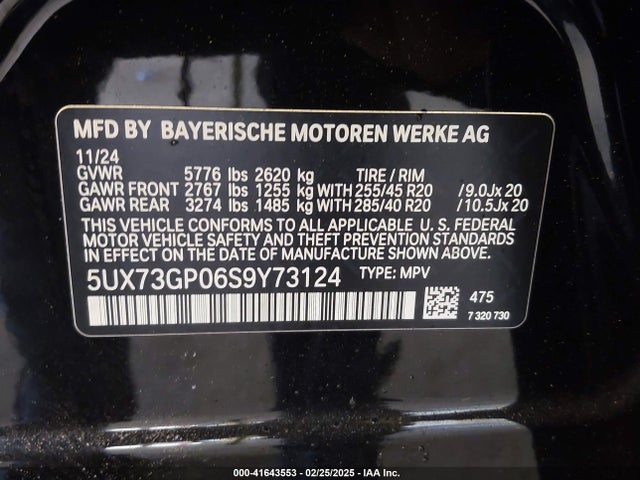 MFD BY BAYERISCHE MOTOREN WERKE AG
11/24
GVWR 5776 lbs 2620 kg TIRE / RIM
GAWR FRONT 2767 lbs 1255 kg WITH 255/45 R20 /9.0Jx 20
GAWR REAR 3274 lbs 1485 kg WITH 285/40 R20 /10.5Jx 20
THIS VEHICLE CONFORMS TO ALL APPLICABLE U. S. FEDERAL
MOTOR VEHICLE SAFETY AND THEFT PREVENTION STANDARDS
IN EFFECT ON THE DATE OF MANUFACTURE SHOWN ABOVE.
5UX73GP06S9Y73124 TYPE: MPV
475
7 320 730
000-41643553 / 02/25/2025 - IAA Inc.